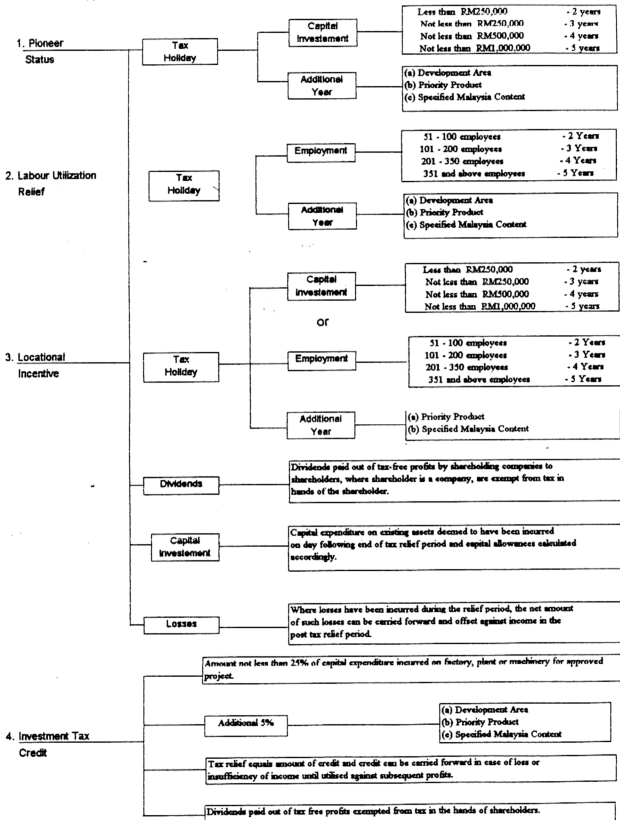 1. Pioneer
Status
Tax
Holiday
Capital
Investement
Less than RM250,000 - 2 years
Not less than RM250,000 - 3 years
Not less than RM500,000 - 4 years
Not less than RM1,000,000 - 5 years
Additional
Year
(a) Development Area
(b) Priority Product
(c) Specified Malaysia Content
2. Labour Utilization
Relief
Tax
Holiday
Employment
51 - 100 employees - 2 Years
101 - 200 employees - 3 Years
201 - 350 employees - 4 Years
351 and above employees - 5 Years
Additional
Year
(a) Development Area
(b) Priority Product
(c) Specified Malaysia Content
3. Locational
Incentive
Tax
Holiday
Capital
Investement
Less than RM250,000 - 2 years
Not less than RM250,000 - 3 years
Not less than RM500,000 - 4 years
Not less than RM1,000,000 - 5 years
or
Employment
51 - 100 employees - 2 Years
101 - 200 employees - 3 Years
201 - 350 employees - 4 Years
351 and above employees - 5 Years
Additional
Year
(a) Priority Product
(b) Specified Malaysia Content
Dividends
Dividends paid out of tax-free profits by shareholding companies to
shareholders, where shareholder is a company, are exempt from tax in
hands of the shareholder.
Capital
Investement
Capital expenditure on existing assets deemed to have been incurred
on day following end of tax relief period and capital allowances calculated
accordingly.
Losses
Where losses have been incurred during the relief period, the net amount
of such losses can be carried forward and offset against income in the
post tax relief period.
4. Investment Tax
Credit
Amount not less than 25% of capital expenditure incurred on factory, plant or machinery for approved
project.
Additional 5%
(a) Development Area
(b) Priority Product
(c) Specified Malaysia Content
Tax relief equals amount of credit and credit can be carried forward in case of loss or
insufficiency of income until utilised against subsequent profits.
Dividends paid out of tax free profits exempted from tax in the hands of shareholders.